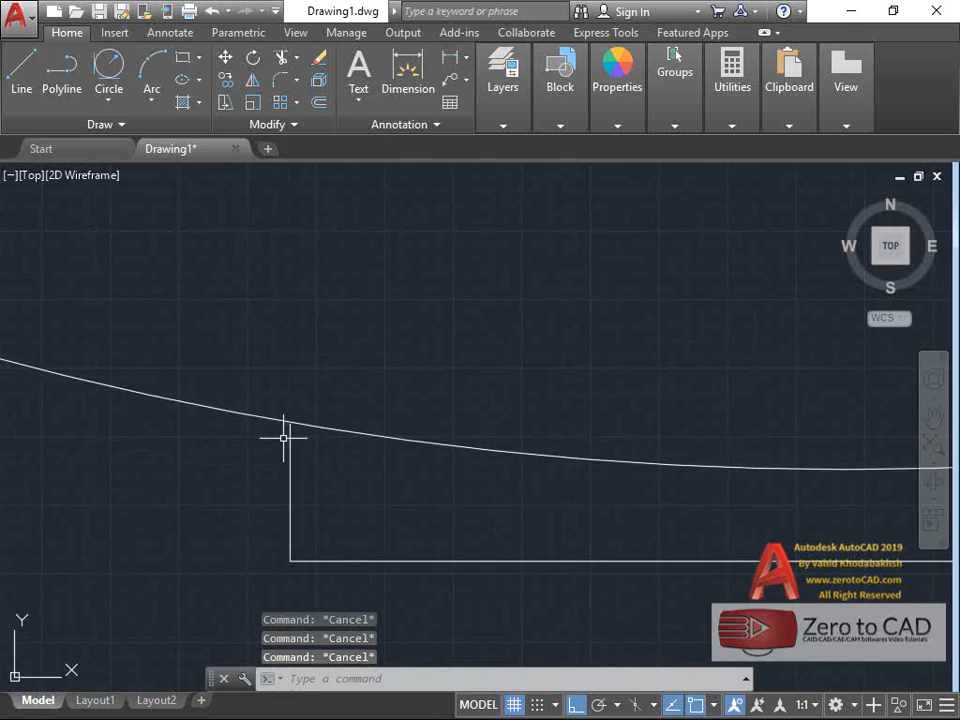 Drawing1.dwg
Type a keyword or phrase
Sign In
Home
Insert
Annotate
Parametric
View
Manage
Output
Add-ins
Collaborate
Express Tools
Featured Apps
Line
Polyline
Circle
Arc
Text
Dimension
Layers
Block
Properties
Groups
Utilities
Clipboard
View
Draw
Modify
Annotation
Start
Drawing1*
[−][Top][2D Wireframe]
N
W
TOP
E
S
WCS
Y
X
Autodesk AutoCAD 2019
By Vahid Khodabakhsh
www.zerotoCAD.com
All Right Reserved
Zero to CAD
CAD/CAD/CAE/CAM Softwares Video Tutorials
Command: *Cancel*
Command: *Cancel*
Command: *Cancel*
Type a command
Model
Layout1
Layout2
MODEL
1:1